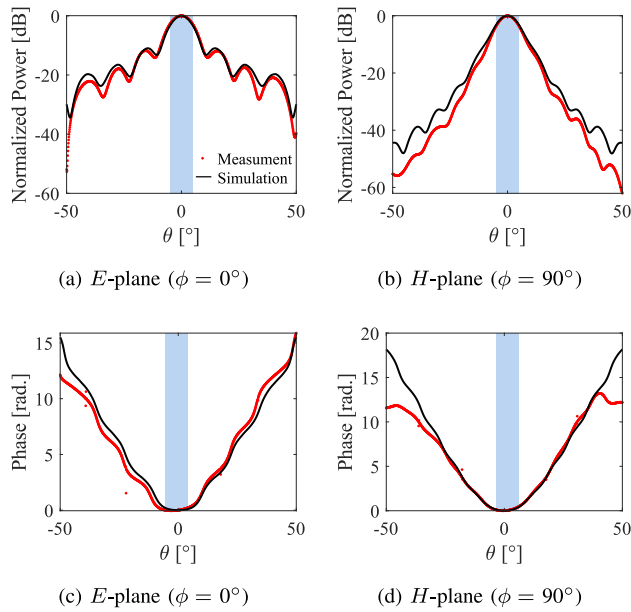 Normalized Power [dB]
0
-20
-40
-60
Measument
Simulation
-50 0 50
θ [°]
(a) E-plane (ϕ = 0°)
Normalized Power [dB]
0
-20
-40
-60
-50 0 50
θ [°]
(b) H-plane (ϕ = 90°)
Phase [rad.]
15
10
5
0
-50 0 50
θ [°]
(c) E-plane (ϕ = 0°)
Phase [rad.]
20
15
10
5
0
-50 0 50
θ [°]
(d) H-plane (ϕ = 90°)